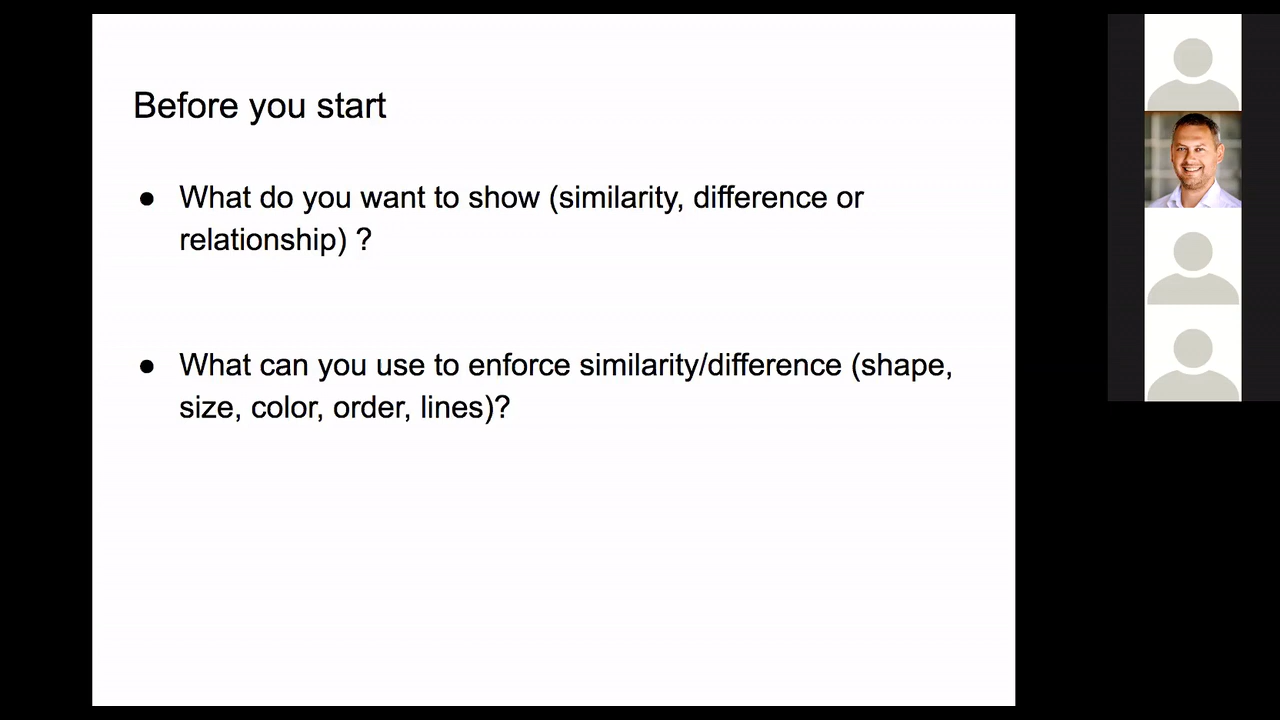 Before you start
● What do you want to show (similarity, difference or
relationship) ?
● What can you use to enforce similarity/difference (shape,
size, color, order, lines)?